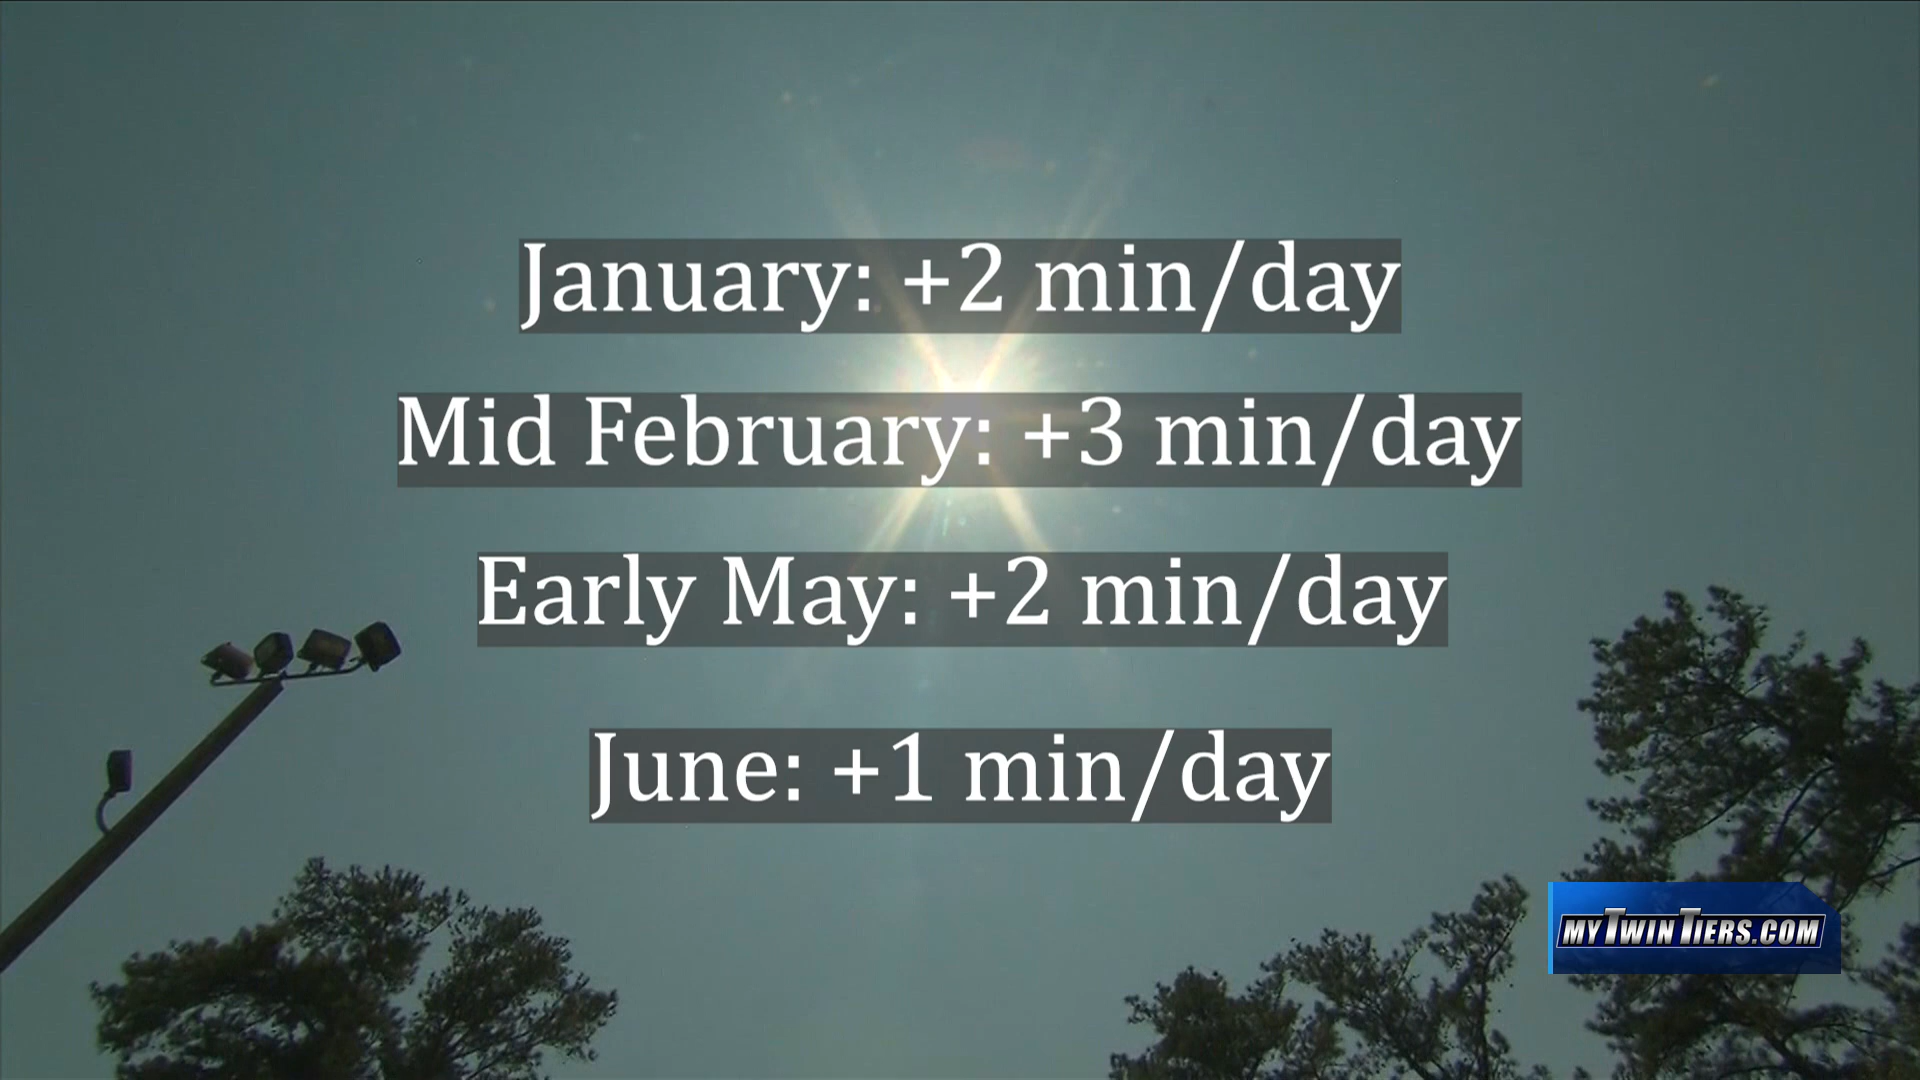 January: +2 min/day
Mid February: +3 min/day
Early May: +2 min/day
June: +1 min/day
MYTWINTIERS.COM